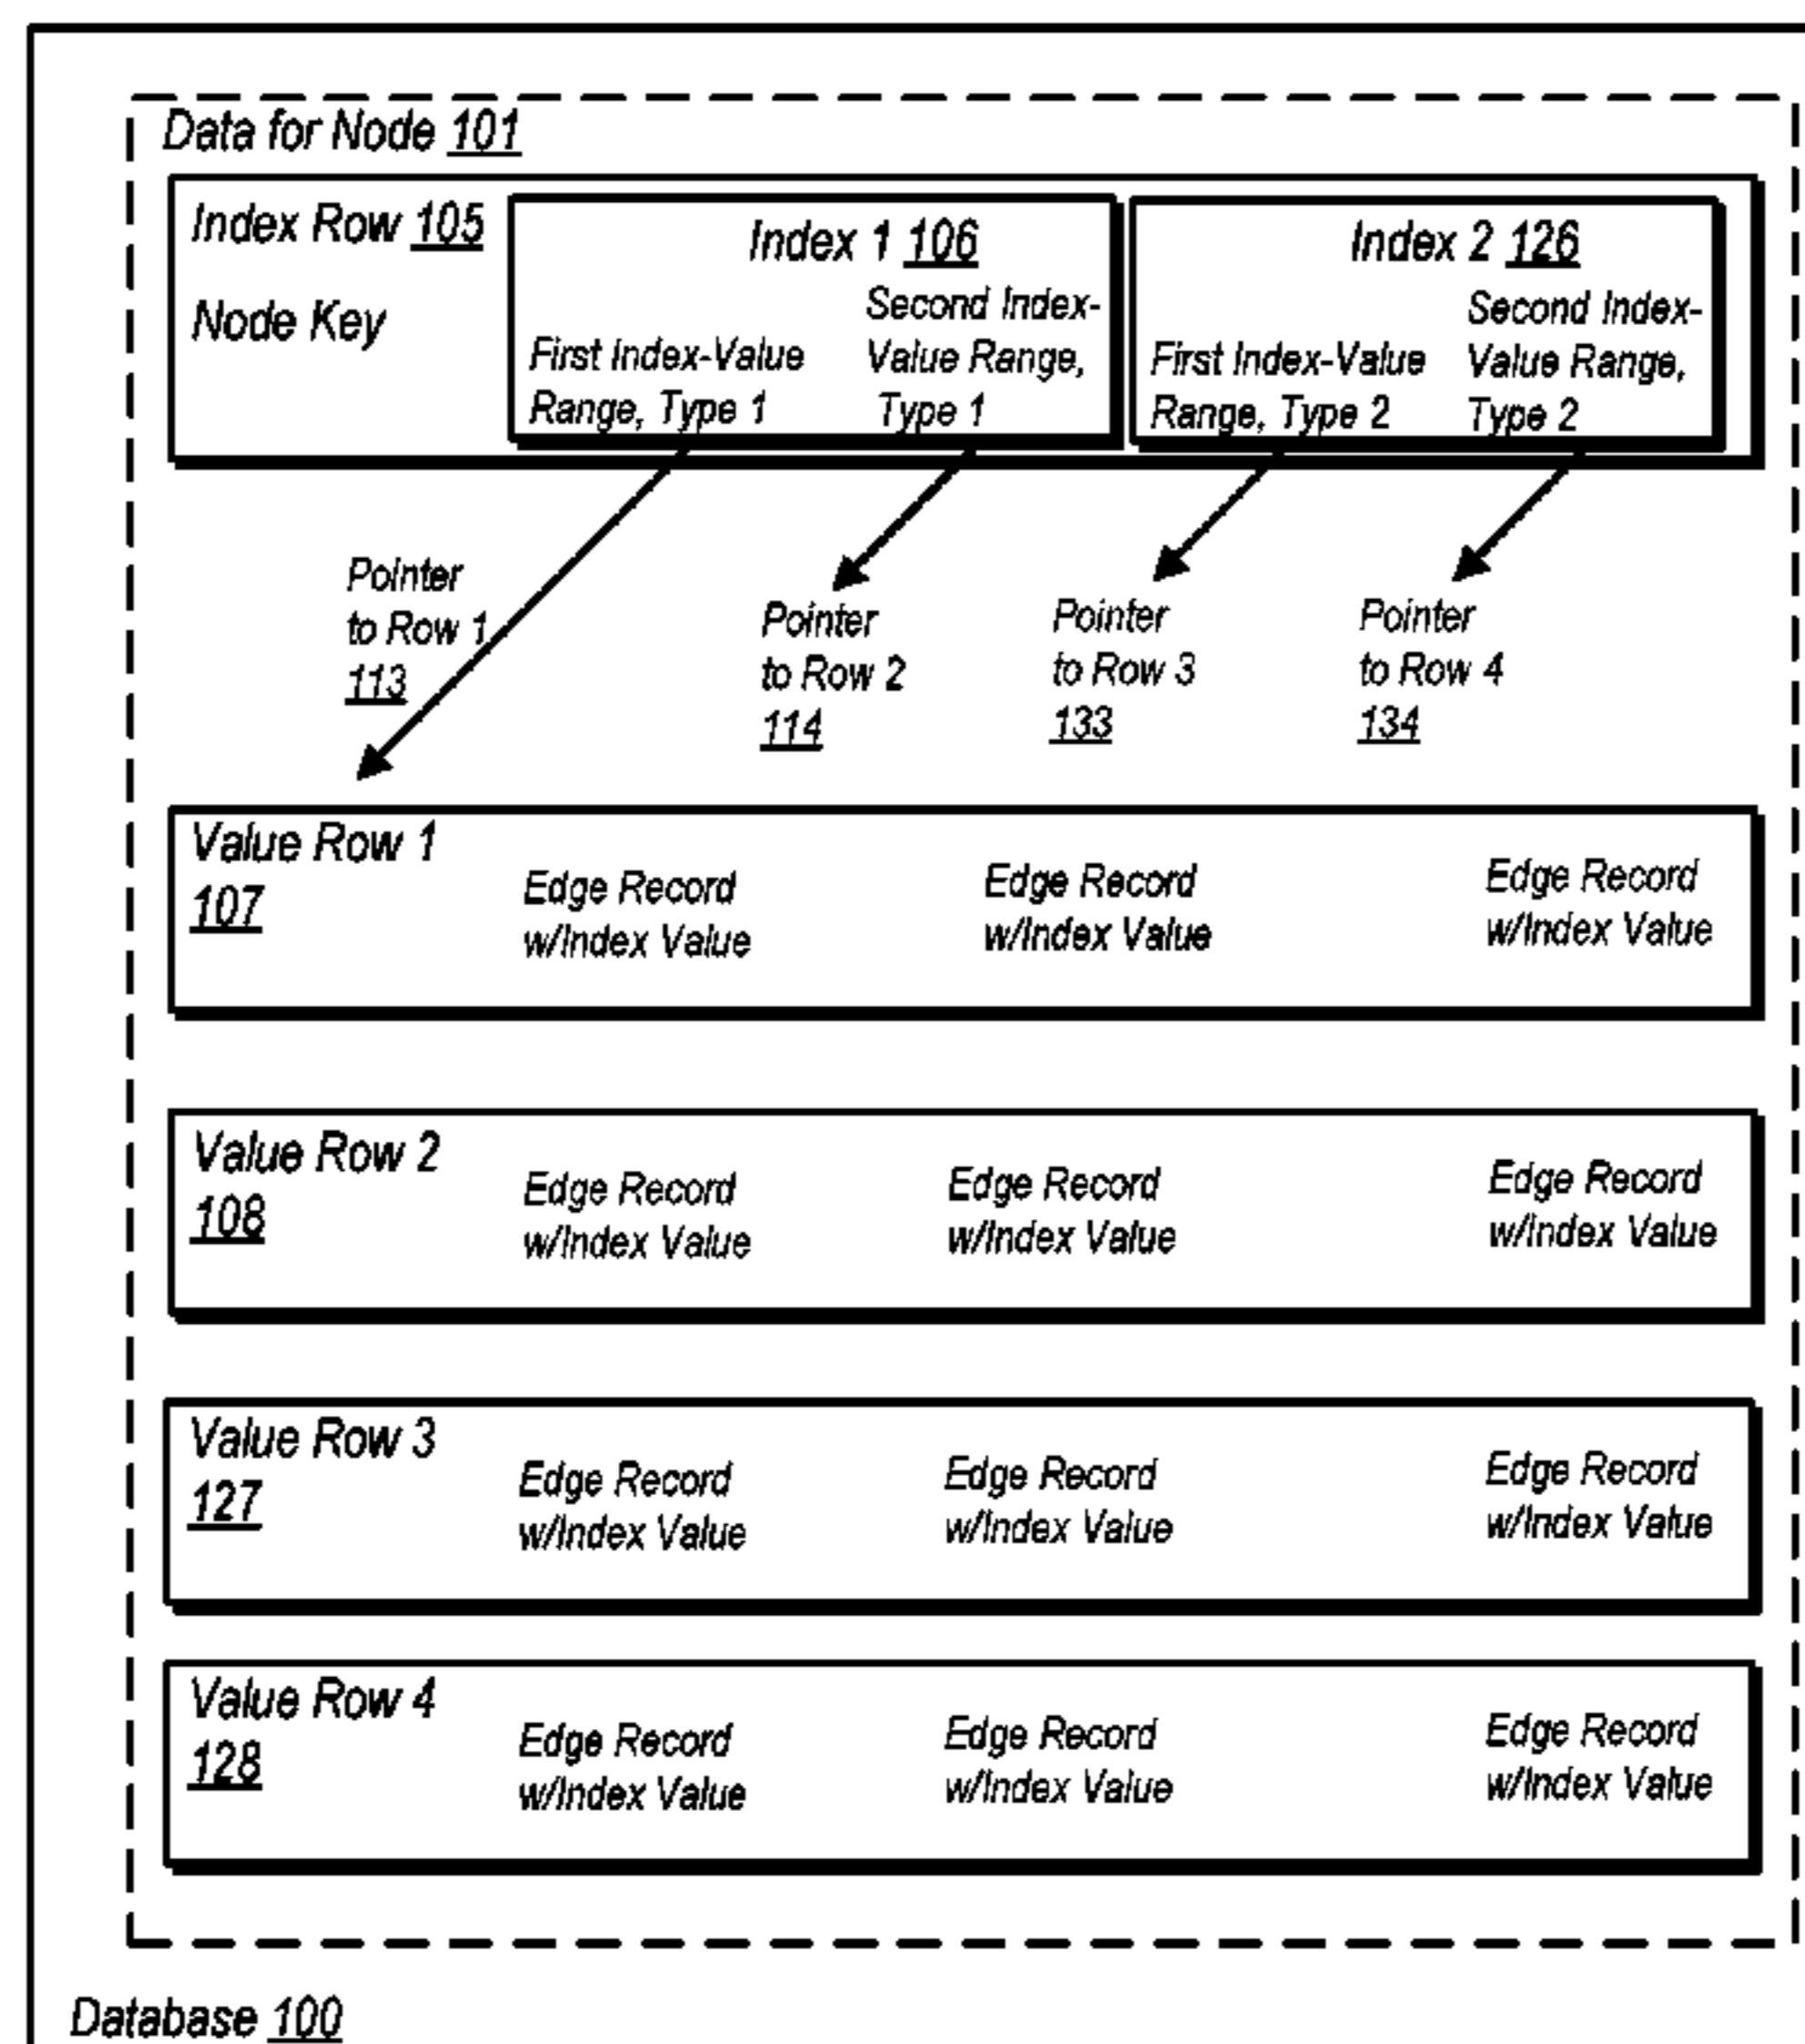 Data for Node 101
Index Row 105
Node Key
Index 1 106
First Index-Value
Range, Type 1
Second Index-
Value Range,
Type 1
Index 2 126
First Index-Value
Range, Type 2
Second Index-
Value Range,
Type 2
Pointer
to Row 1
113
Pointer
to Row 2
114
Pointer
to Row 3
133
Pointer
to Row 4
134
Value Row 1
107
Edge Record
w/Index Value
Edge Record
w/Index Value
Edge Record
w/Index Value
Value Row 2
108
Edge Record
w/Index Value
Edge Record
w/Index Value
Edge Record
w/Index Value
Value Row 3
127
Edge Record
w/Index Value
Edge Record
w/Index Value
Edge Record
w/Index Value
Value Row 4
128
Edge Record
w/Index Value
Edge Record
w/Index Value
Edge Record
w/Index Value
Database 100